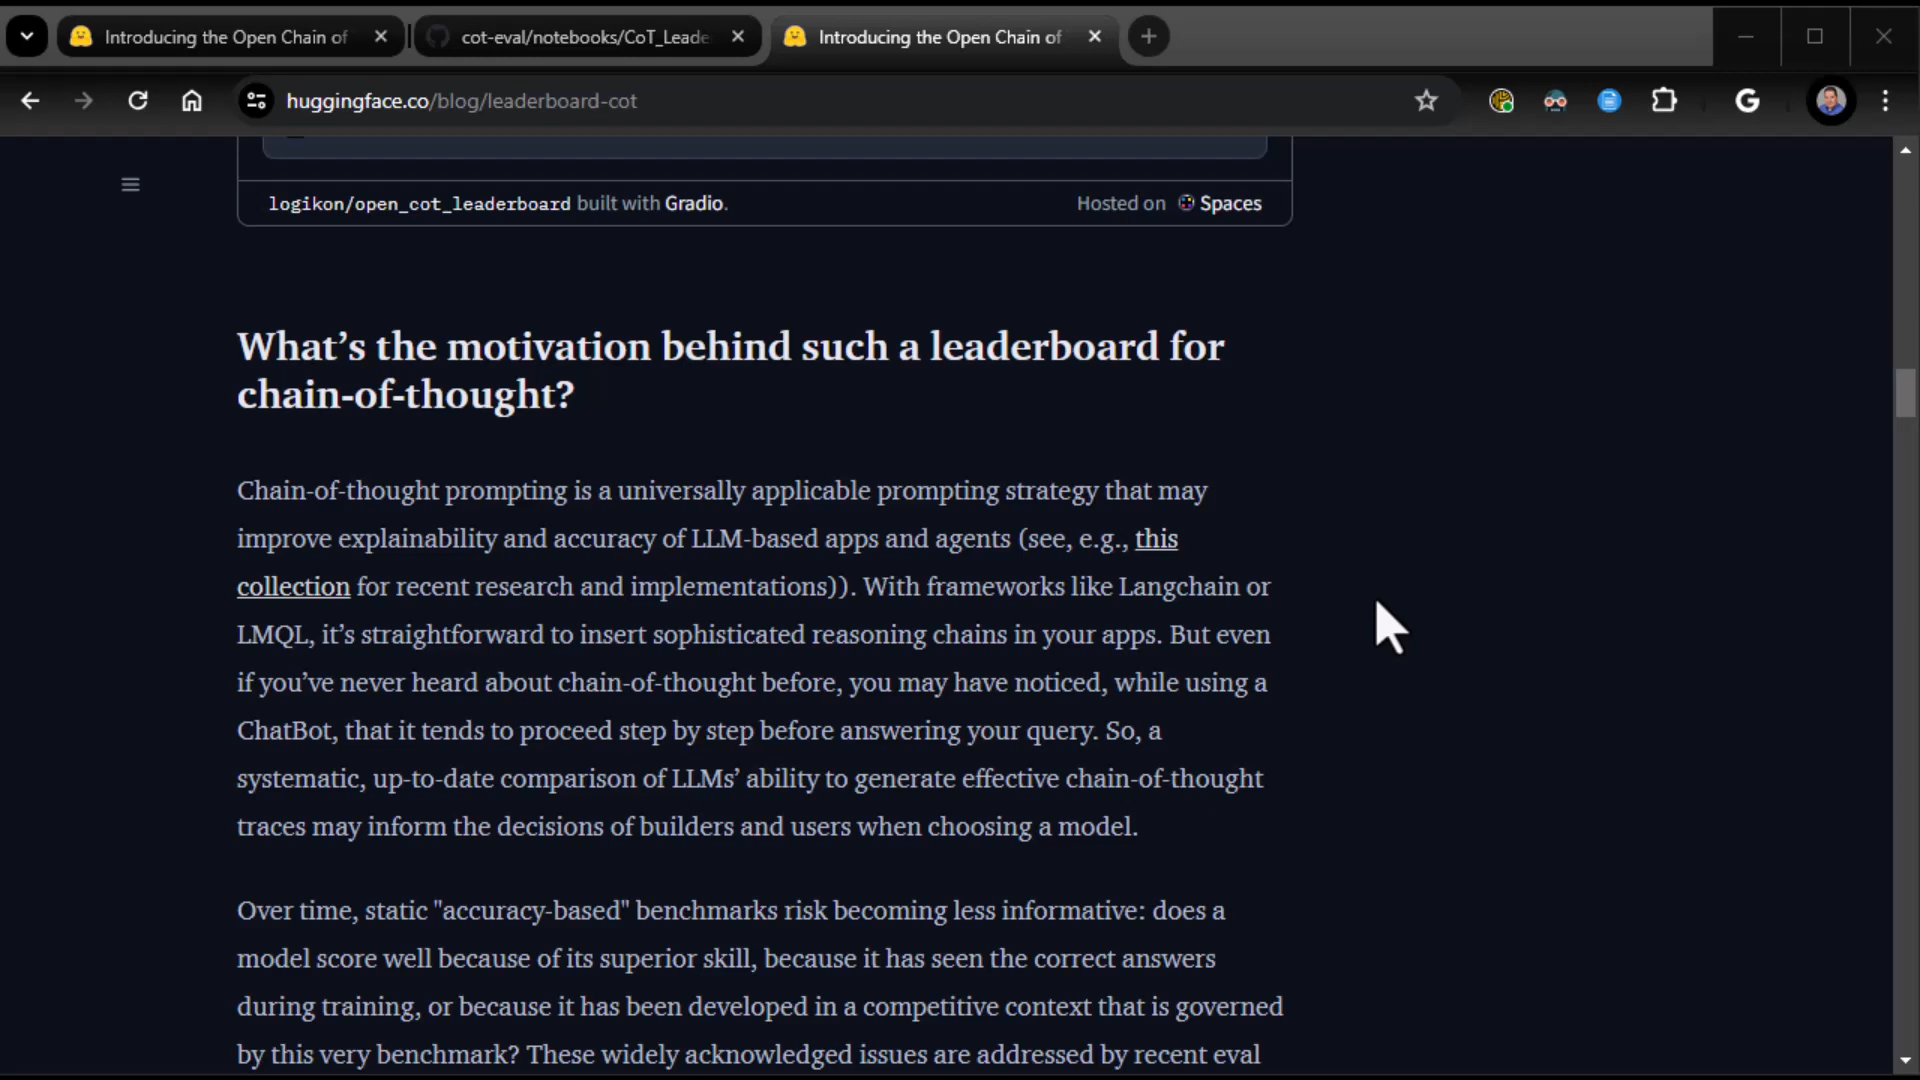 Introducing the Open Chain of
cot-eval/notebooks/CoT_Leade
Introducing the Open Chain of
huggingface.co/blog/leaderboard-cot
logikon/open_cot_leaderboard built with Gradio.
Hosted on Spaces
What’s the motivation behind such a leaderboard for
chain-of-thought?
Chain-of-thought prompting is a universally applicable prompting strategy that may
improve explainability and accuracy of LLM-based apps and agents (see, e.g., this
collection for recent research and implementations)). With frameworks like Langchain or
LMQL, it’s straightforward to insert sophisticated reasoning chains in your apps. But even
if you’ve never heard about chain-of-thought before, you may have noticed, while using a
ChatBot, that it tends to proceed step by step before answering your query. So, a
systematic, up-to-date comparison of LLMs’ ability to generate effective chain-of-thought
traces may inform the decisions of builders and users when choosing a model.
Over time, static "accuracy-based" benchmarks risk becoming less informative: does a
model score well because of its superior skill, because it has seen the correct answers
during training, or because it has been developed in a competitive context that is governed
by this very benchmark? These widely acknowledged issues are addressed by recent eval